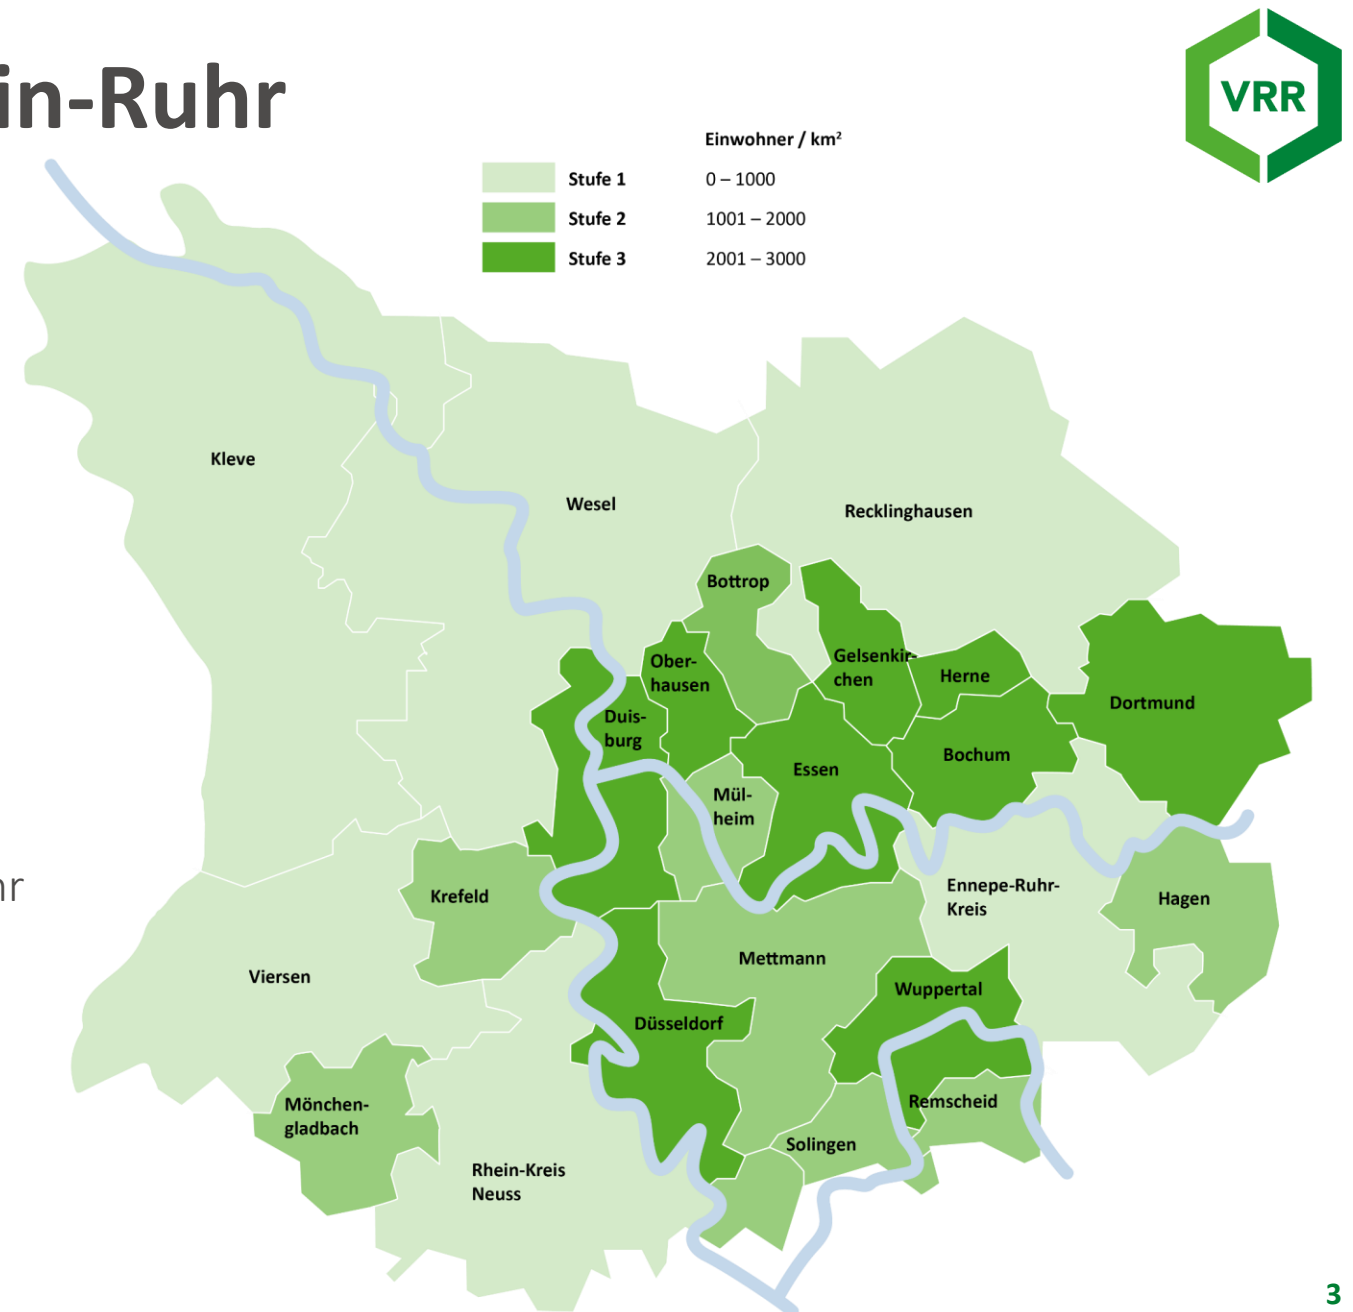 in-Ruhr
VRR
Einwohner / km²
Stufe 1 0 – 1000
Stufe 2 1001 – 2000
Stufe 3 2001 – 3000
Kleve
Wesel
Recklinghausen
Bottrop
Ober-
hausen
Gelsenkir-
chen
Herne
Dortmund
Duis-
burg
Essen
Bochum
Mül-
heim
hr
Krefeld
Ennepe-Ruhr-
Kreis
Hagen
Viersen
Mettmann
Wuppertal
Düsseldorf
Mönchen-
gladbach
Remscheid
Solingen
Rhein-Kreis
Neuss
3